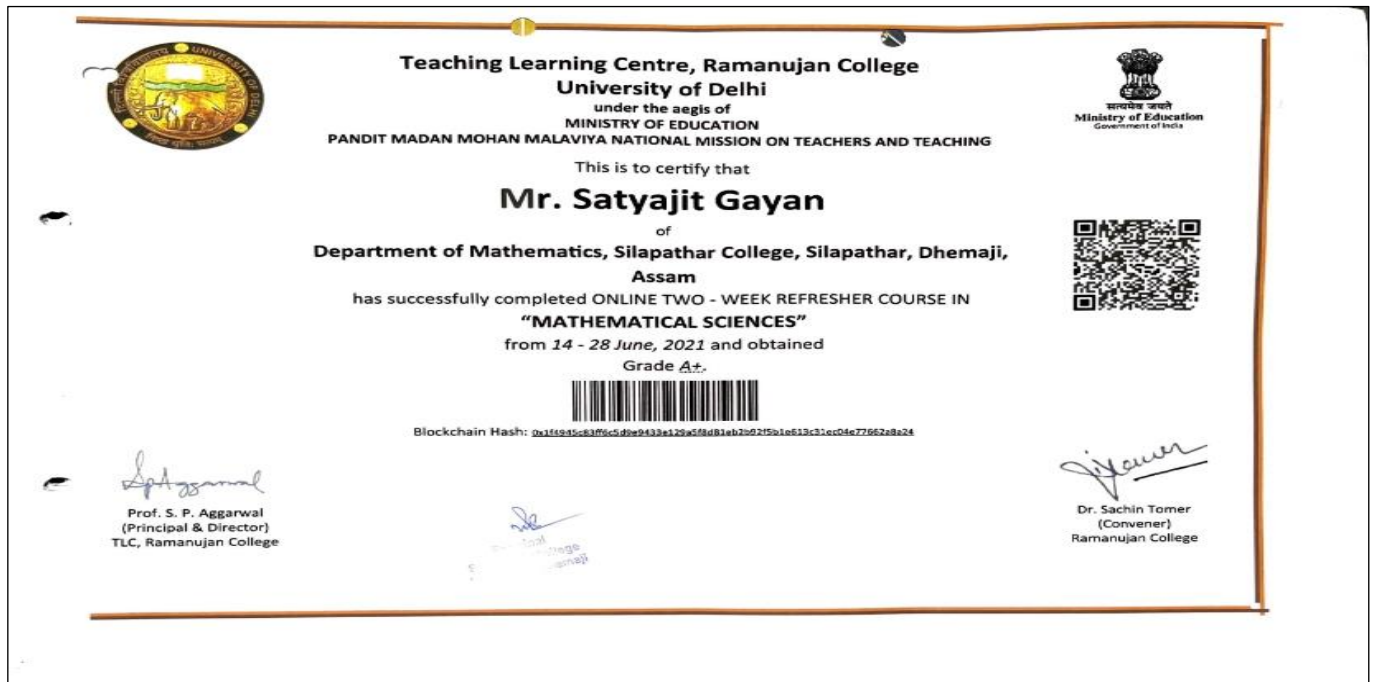 Teaching Learning Centre, Ramanujan College
University of Delhi
under the aegis of
MINISTRY OF EDUCATION
PANDIT MADAN MOHAN MALAVIYA NATIONAL MISSION ON TEACHERS AND TEACHING
सत्यमेव जयते
Ministry of Education
Government of India
This is to certify that
Mr. Satyajit Gayan
of
Department of Mathematics, Silapathar College, Silapathar, Dhemaji,
Assam
has successfully completed ONLINE TWO - WEEK REFRESHER COURSE IN
“MATHEMATICAL SCIENCES”
from 14 - 28 June, 2021 and obtained
Grade A+.
Blockchain Hash:
SpAggarwal
Prof. S. P. Aggarwal
(Principal & Director)
TLC, Ramanujan College
Dr. Sachin Tomer
(Convener)
Ramanujan College